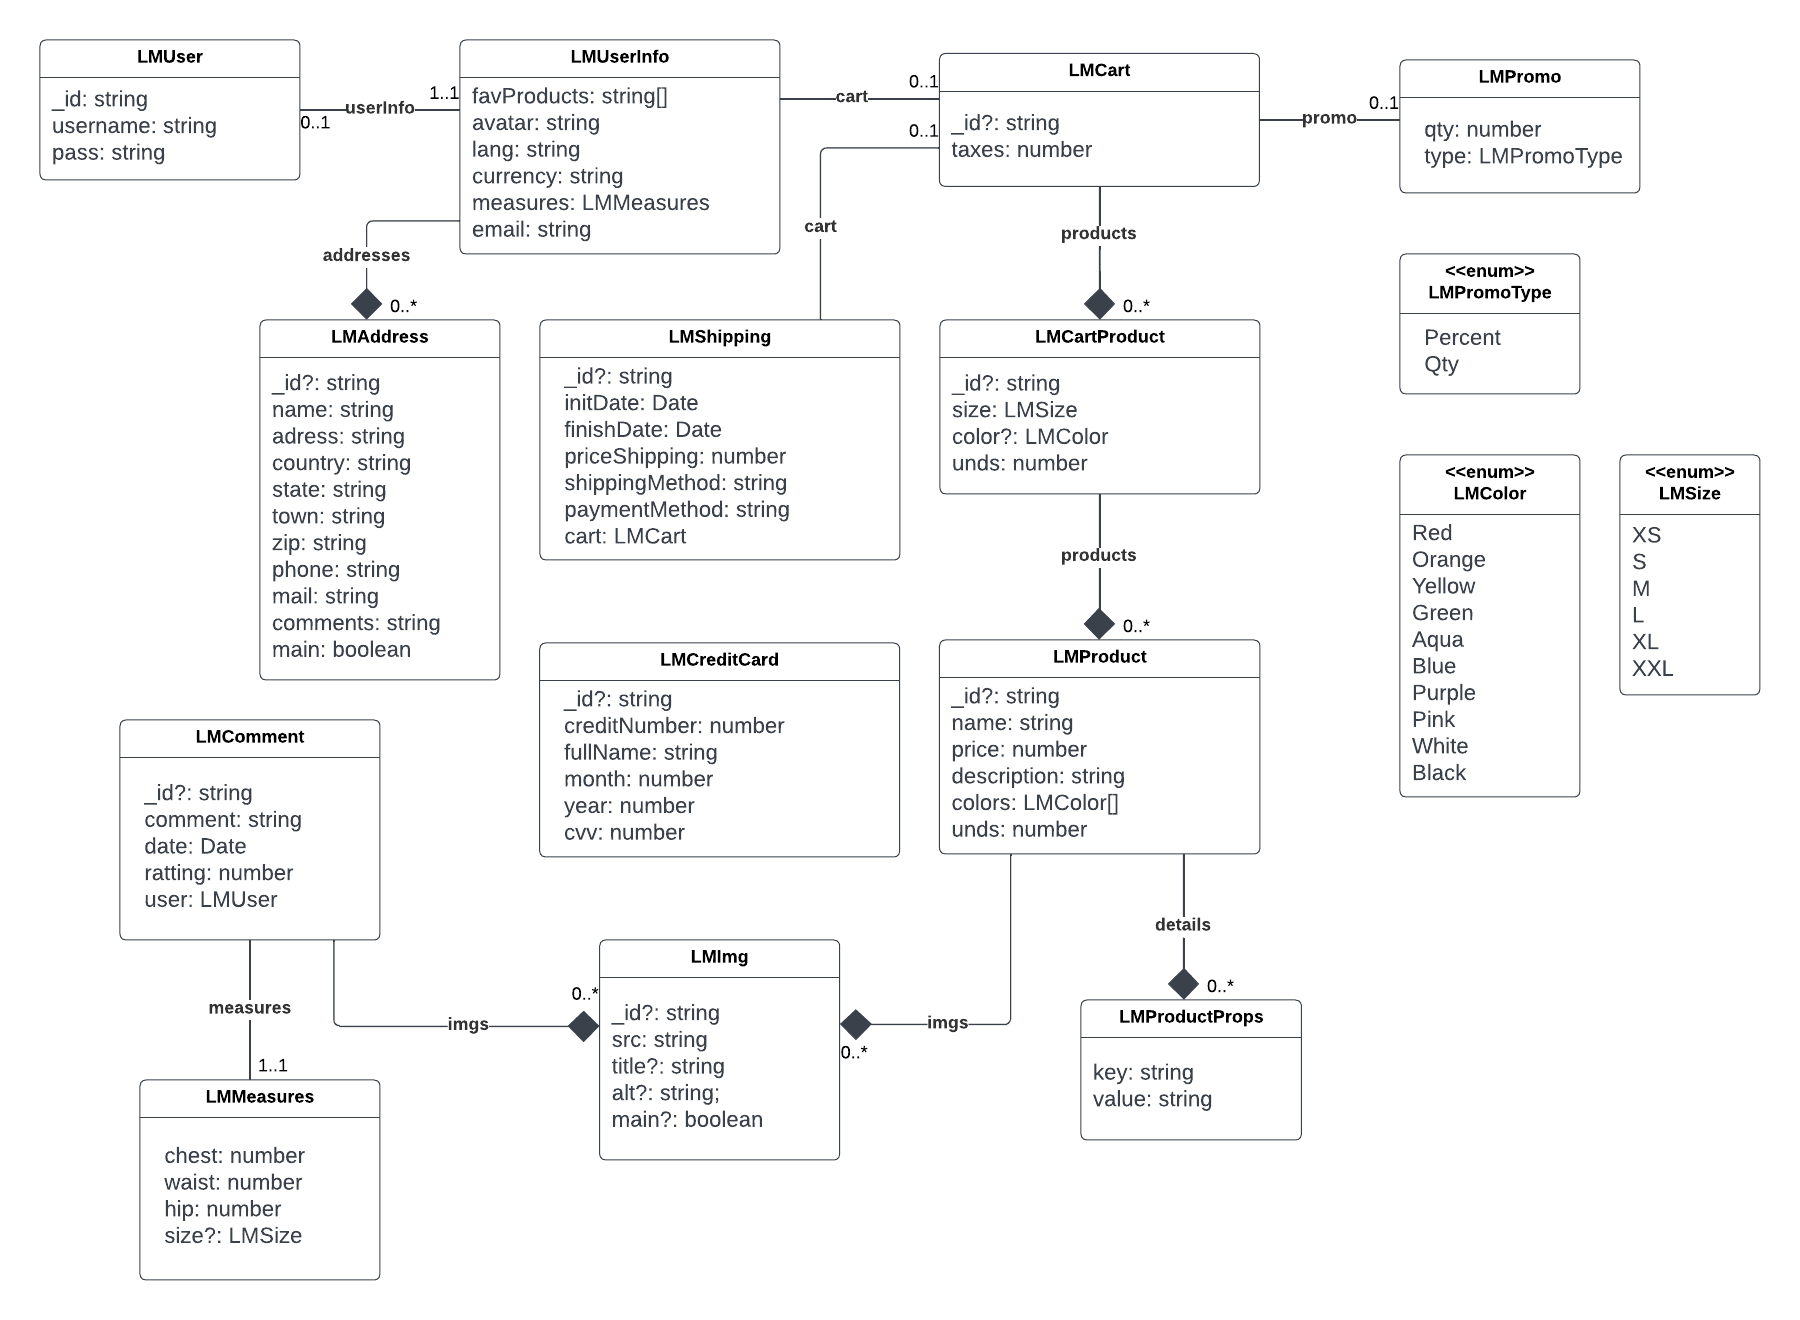 LMUser
_id: string
username: string
pass: string
0..1
userInfo
1..1
LMUserInfo
favProducts: string[]
avatar: string
lang: string
currency: string
measures: LMMeasures
email: string
cart
0..1
LMCart
_id?: string
taxes: number
promo
0..1
LMPromo
qty: number
type: LMPromoType
addresses
0..*
cart
0..1
products
0..*
<<enum>>
LMPromoType
Percent
Qty
LMAddress
_id?: string
name: string
adress: string
country: string
state: string
town: string
zip: string
phone: string
mail: string
comments: string
main: boolean
LMShipping
_id?: string
initDate: Date
finishDate: Date
priceShipping: number
shippingMethod: string
paymentMethod: string
cart: LMCart
LMCartProduct
_id?: string
size: LMSize
color?: LMColor
unds: number
products
0..*
<<enum>>
LMColor
Red
Orange
Yellow
Green
Aqua
Blue
Purple
Pink
White
Black
<<enum>>
LMSize
XS
S
M
L
XL
XXL
LMCreditCard
_id?: string
creditNumber: number
fullName: string
month: number
year: number
cvv: number
LMProduct
_id?: string
name: string
price: number
description: string
colors: LMColor[]
unds: number
LMComment
_id?: string
comment: string
date: Date
ratting: number
user: LMUser
measures
1..1
imgs
0..*
LMImg
_id?: string
src: string
title?: string
alt?: string;
main?: boolean
imgs
0..*
details
0..*
LMProductProps
key: string
value: string
LMMeasures
chest: number
waist: number
hip: number
size?: LMSize